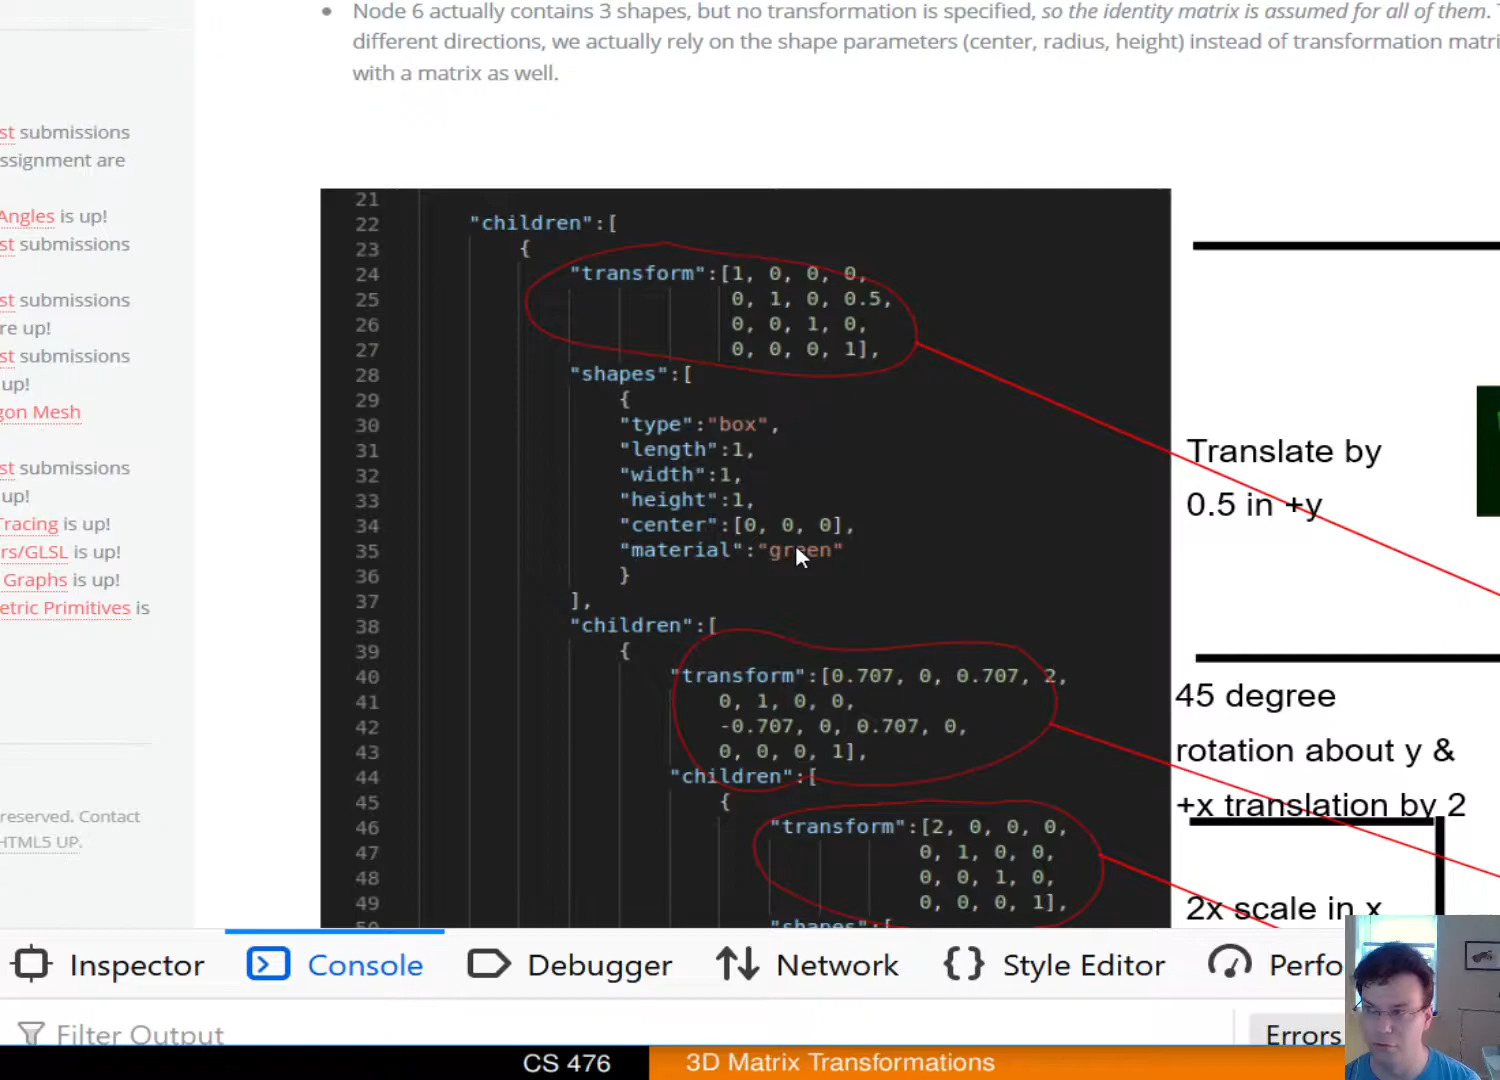 Node 6 actually contains 3 shapes, but no transformation is specified, so the identity matrix is assumed for all of them.
different directions, we actually rely on the shape parameters (center, radius, height) instead of transformation matri
with a matrix as well.
st submissions
ssignment are
Angles is up!
st submissions
st submissions
re up!
st submissions
up!
gon Mesh
st submissions
up!
Tracing is up!
rs/GLSL is up!
Graphs is up!
etric Primitives is
reserved. Contact
HTML5 UP.
21
22 "children":[
23 {
24 "transform":[1, 0, 0, 0,
25 0, 1, 0, 0.5,
26 0, 0, 1, 0,
27 0, 0, 0, 1],
28 "shapes":[
29 {
30 "type":"box",
31 "length":1,
32 "width":1,
33 "height":1,
34 "center":[0, 0, 0],
35 "material":"green"
36 }
37 ],
38 "children":[
39 {
40 "transform":[0.707, 0, 0.707, 2,
41 0, 1, 0, 0,
42 -0.707, 0, 0.707, 0,
43 0, 0, 0, 1],
44 "children":[
45 {
46 "transform":[2, 0, 0, 0,
47 0, 1, 0, 0,
48 0, 0, 1, 0,
49 0, 0, 0, 1],
50 "shapes":[
Translate by
0.5 in +y
45 degree
rotation about y &
+x translation by 2
2x scale in x
Inspector Console Debugger Network Style Editor Perfo
Filter Output Errors
CS 476 3D Matrix Transformations